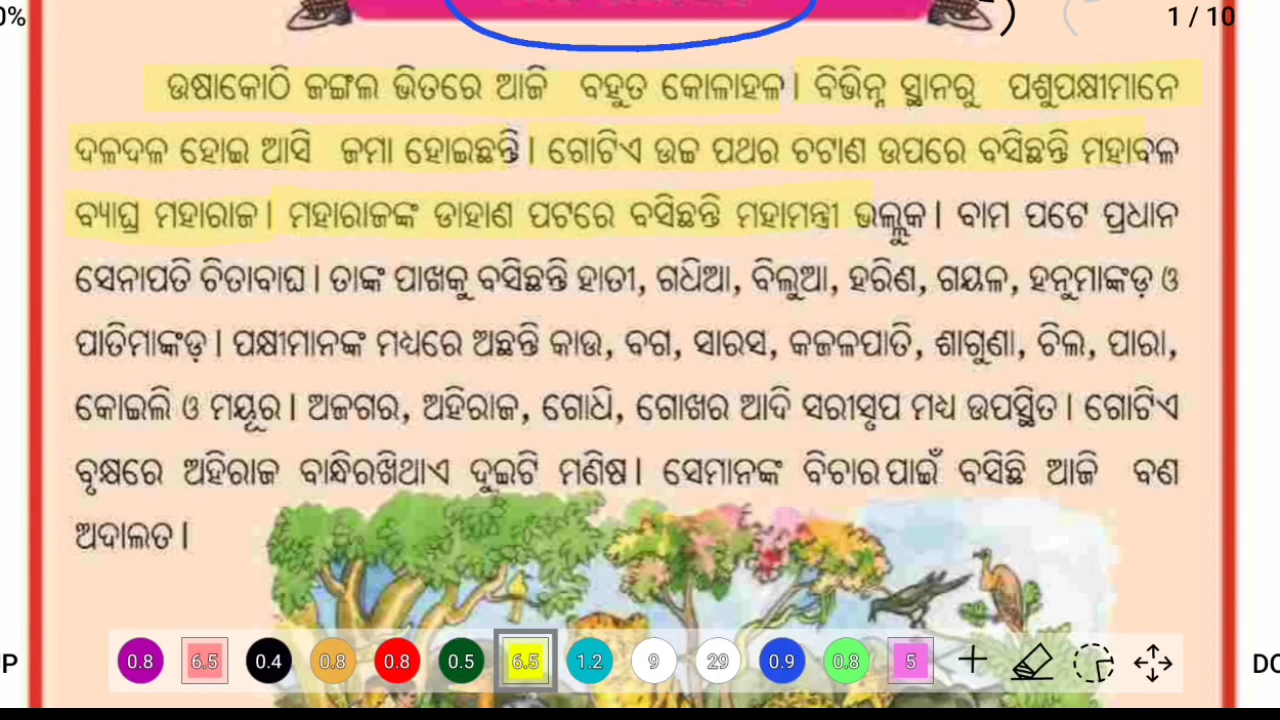 1 / 10
ଉଷାକୋଠି ଜଙ୍ଗଲ ଭିତରେ ଆଜି ବହୁତ କୋଳାହଳ। ବିଭିନ୍ନ ସ୍ଥାନରୁ ପଶୁପକ୍ଷୀମାନେ
ଦଳଦଳ ହୋଇ ଆସି ଜମା ହୋଇଛନ୍ତି। ଗୋଟିଏ ଉଚ୍ଚ ପଥର ଚଟାଣ ଉପରେ ବସିଛନ୍ତି ମହାବଳ
ବ୍ୟାଘ୍ର ମହାରାଜ। ମହାରାଜଙ୍କ ଡାହାଣ ପଟରେ ବସିଛନ୍ତି ମହାମନ୍ତ୍ରୀ ଭଲ୍ଲୁକ। ବାମ ପଟେ ପ୍ରଧାନ
ସେନାପତି ଚିତାବାଘ। ତାଙ୍କ ପାଖକୁ ବସିଛନ୍ତି ହାତୀ, ଗଧିଆ, ବିଲୁଆ, ହରିଣ, ଗୟଳ, ହନୁମାଙ୍କଡ଼ ଓ
ପାତିମାଙ୍କଡ଼। ପକ୍ଷୀମାନଙ୍କ ମଧ୍ୟରେ ଅଛନ୍ତି କାଉ, ବଗ, ସାରସ, କଜଳପାତି, ଶାଗୁଣା, ଚିଲ, ପାରା,
କୋଇଲି ଓ ମୟୂର। ଅଜଗର, ଅହିରାଜ, ଗୋଧି, ଗୋଖର ଆଦି ସରୀସୃପ ମଧ୍ୟ ଉପସ୍ଥିତ। ଗୋଟିଏ
ବୃକ୍ଷରେ ଅହିରାଜ ବାନ୍ଧିରଖିଥାଏ ଦୁଇଟି ମଣିଷ। ସେମାନଙ୍କ ବିଚାର ପାଇଁ ବସିଛି ଆଜି ବଣ
ଅଦାଲତ।
0.8 6.5 0.4 0.8 0.8 0.5 6.5 1.2 9 29 0.9 0.8 5